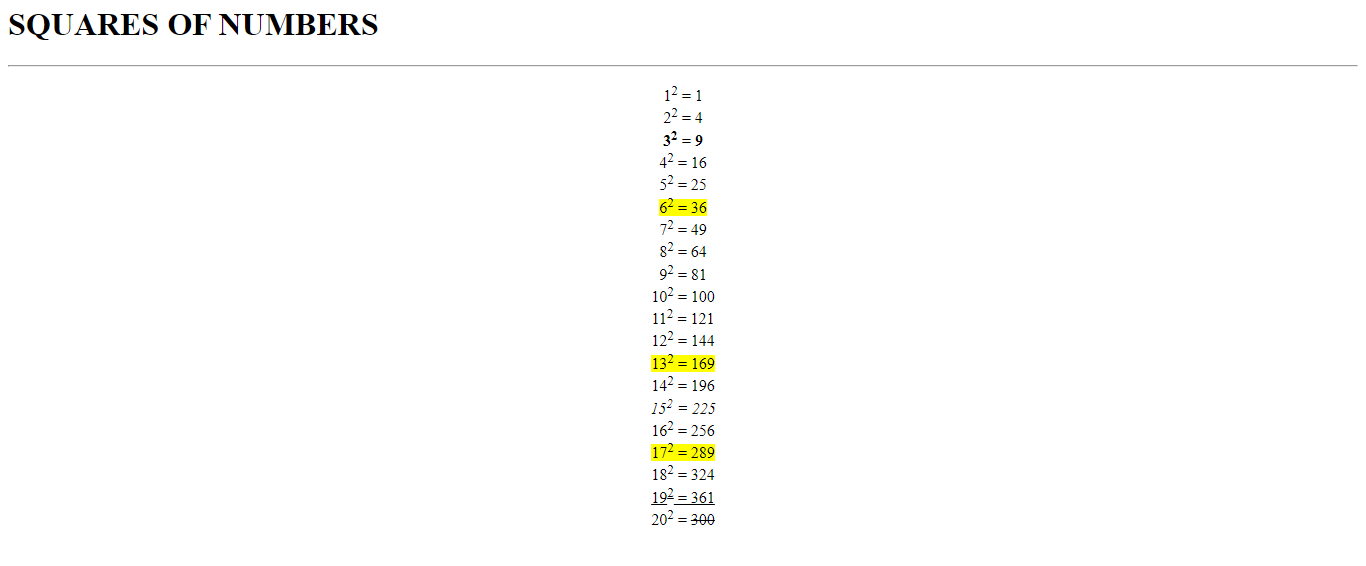 SQUARES OF NUMBERS
1² = 1
2² = 4
3² = 9
4² = 16
5² = 25
6² = 36
7² = 49
8² = 64
9² = 81
10² = 100
11² = 121
12² = 144
13² = 169
14² = 196
15² = 225
16² = 256
17² = 289
18² = 324
19² = 361
20² = 300